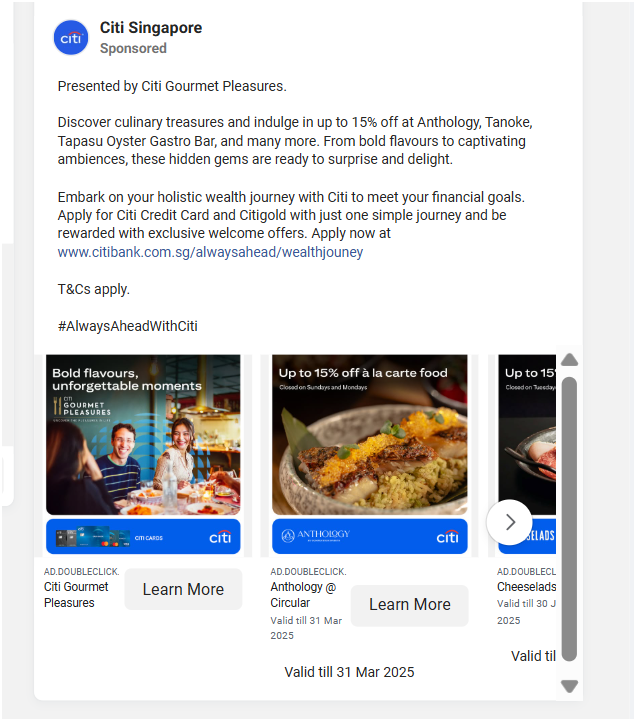 citi
Citi Singapore
Sponsored
Presented by Citi Gourmet Pleasures.
Discover culinary treasures and indulge in up to 15% off at Anthology, Tanoke,
Tapasu Oyster Gastro Bar, and many more. From bold flavours to captivating
ambiences, these hidden gems are ready to surprise and delight.
Embark on your holistic wealth journey with Citi to meet your financial goals.
Apply for Citi Credit Card and Citigold with just one simple journey and be
rewarded with exclusive welcome offers. Apply now at
www.citibank.com.sg/alwaysahead/wealthjouney
T&Cs apply.
#AlwaysAheadWithCiti
Bold flavours,
unforgettable moments
CITI
GOURMET
PLEASURES
CITI CARDS
citi
AD.DOUBLECLICK.
Citi Gourmet
Pleasures
Learn More
Up to 15% off à la carte food
Closed on Sundays and Mondays
ANTHOLOGY
citi
AD.DOUBLECLICK.
Anthology @
Circular
Valid till 31 Mar
2025
Learn More
Valid till 31 Mar 2025
Up to 15
Closed on Tuesday
ELADS
AD.DOUBLECL
Cheeselads
Valid till 30 J
2025
Valid til